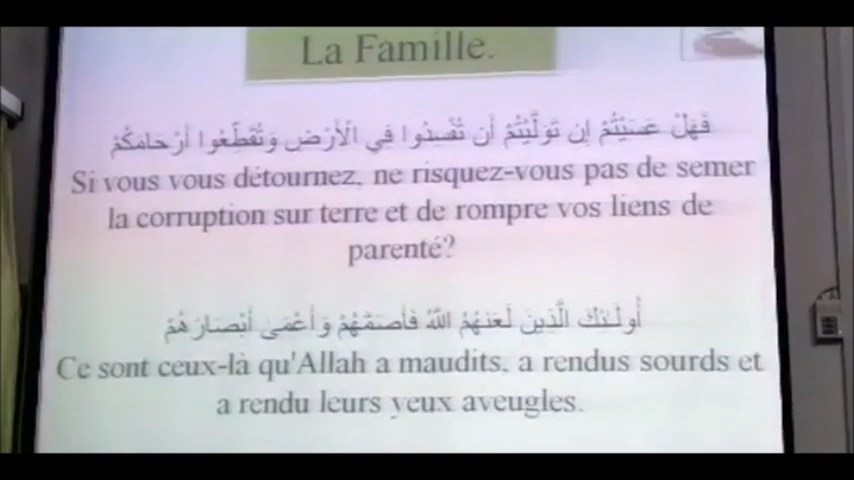 La Famille.
فَهَلْ عَسَيْتُمْ إِن تَوَلَّيْتُمْ أَن تُفْسِدُوا فِي الْأَرْضِ وَتُقَطِّعُوا أَرْحَامَكُمْ
Si vous vous détournez, ne risquez-vous pas de semer
la corruption sur terre et de rompre vos liens de
parenté?
أُولَٰئِكَ الَّذِينَ لَعَنَهُمُ اللَّهُ فَأَصَمَّهُمْ وَأَعْمَىٰ أَبْصَارَهُمْ
Ce sont ceux-là qu'Allah a maudits, a rendus sourds et
a rendu leurs yeux aveugles.